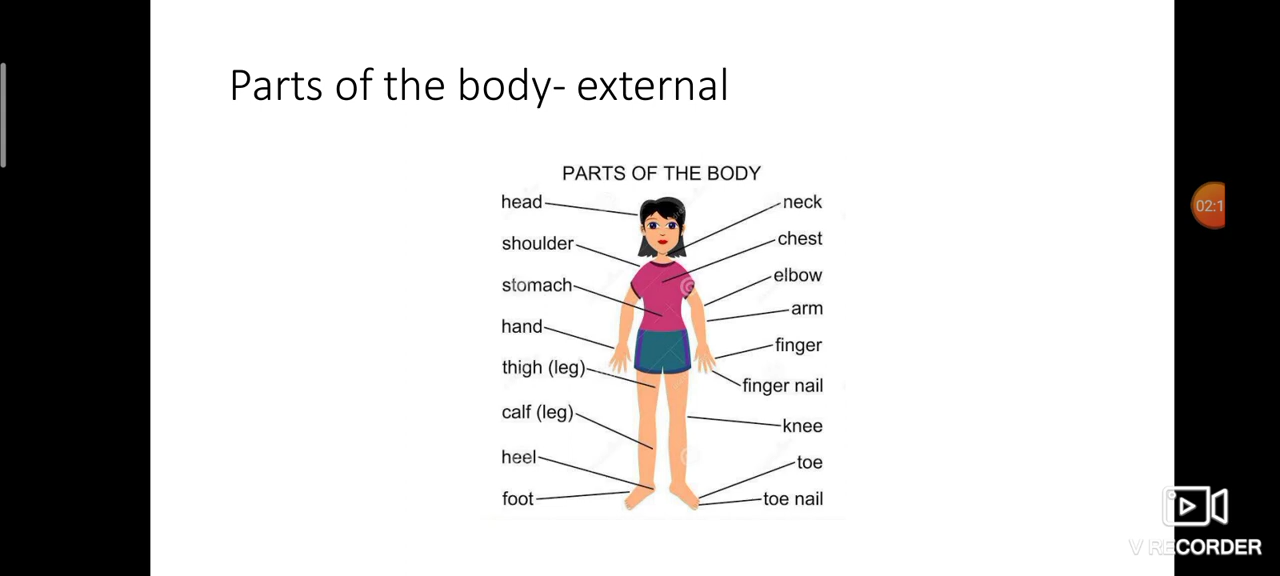 Parts of the body- external
PARTS OF THE BODY
head
neck
shoulder
chest
stomach
elbow
hand
arm
thigh (leg)
finger
calf (leg)
finger nail
heel
knee
foot
toe
toe nail
02:1
V RECORDER